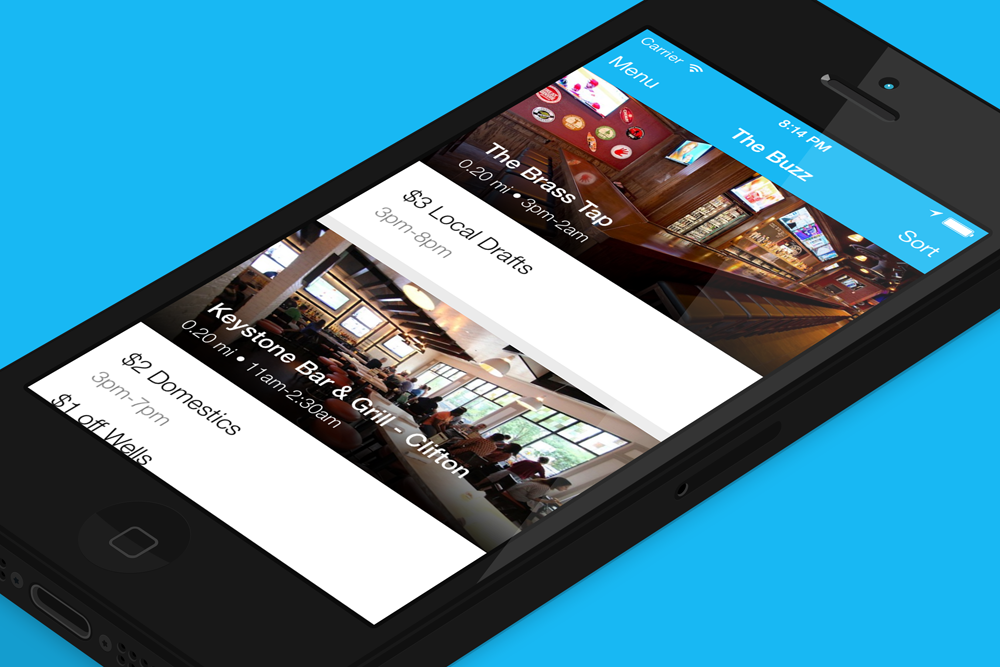 Carrier
8:14 PM
Menu
The Buzz
Sort
The Brass Tap
0.20 mi • 3pm-2am
$3 Local Drafts
3pm-8pm
Keystone Bar & Grill - Clifton
0.20 mi • 11am-2:30am
$2 Domestics
3pm-7pm
$1 off Wells